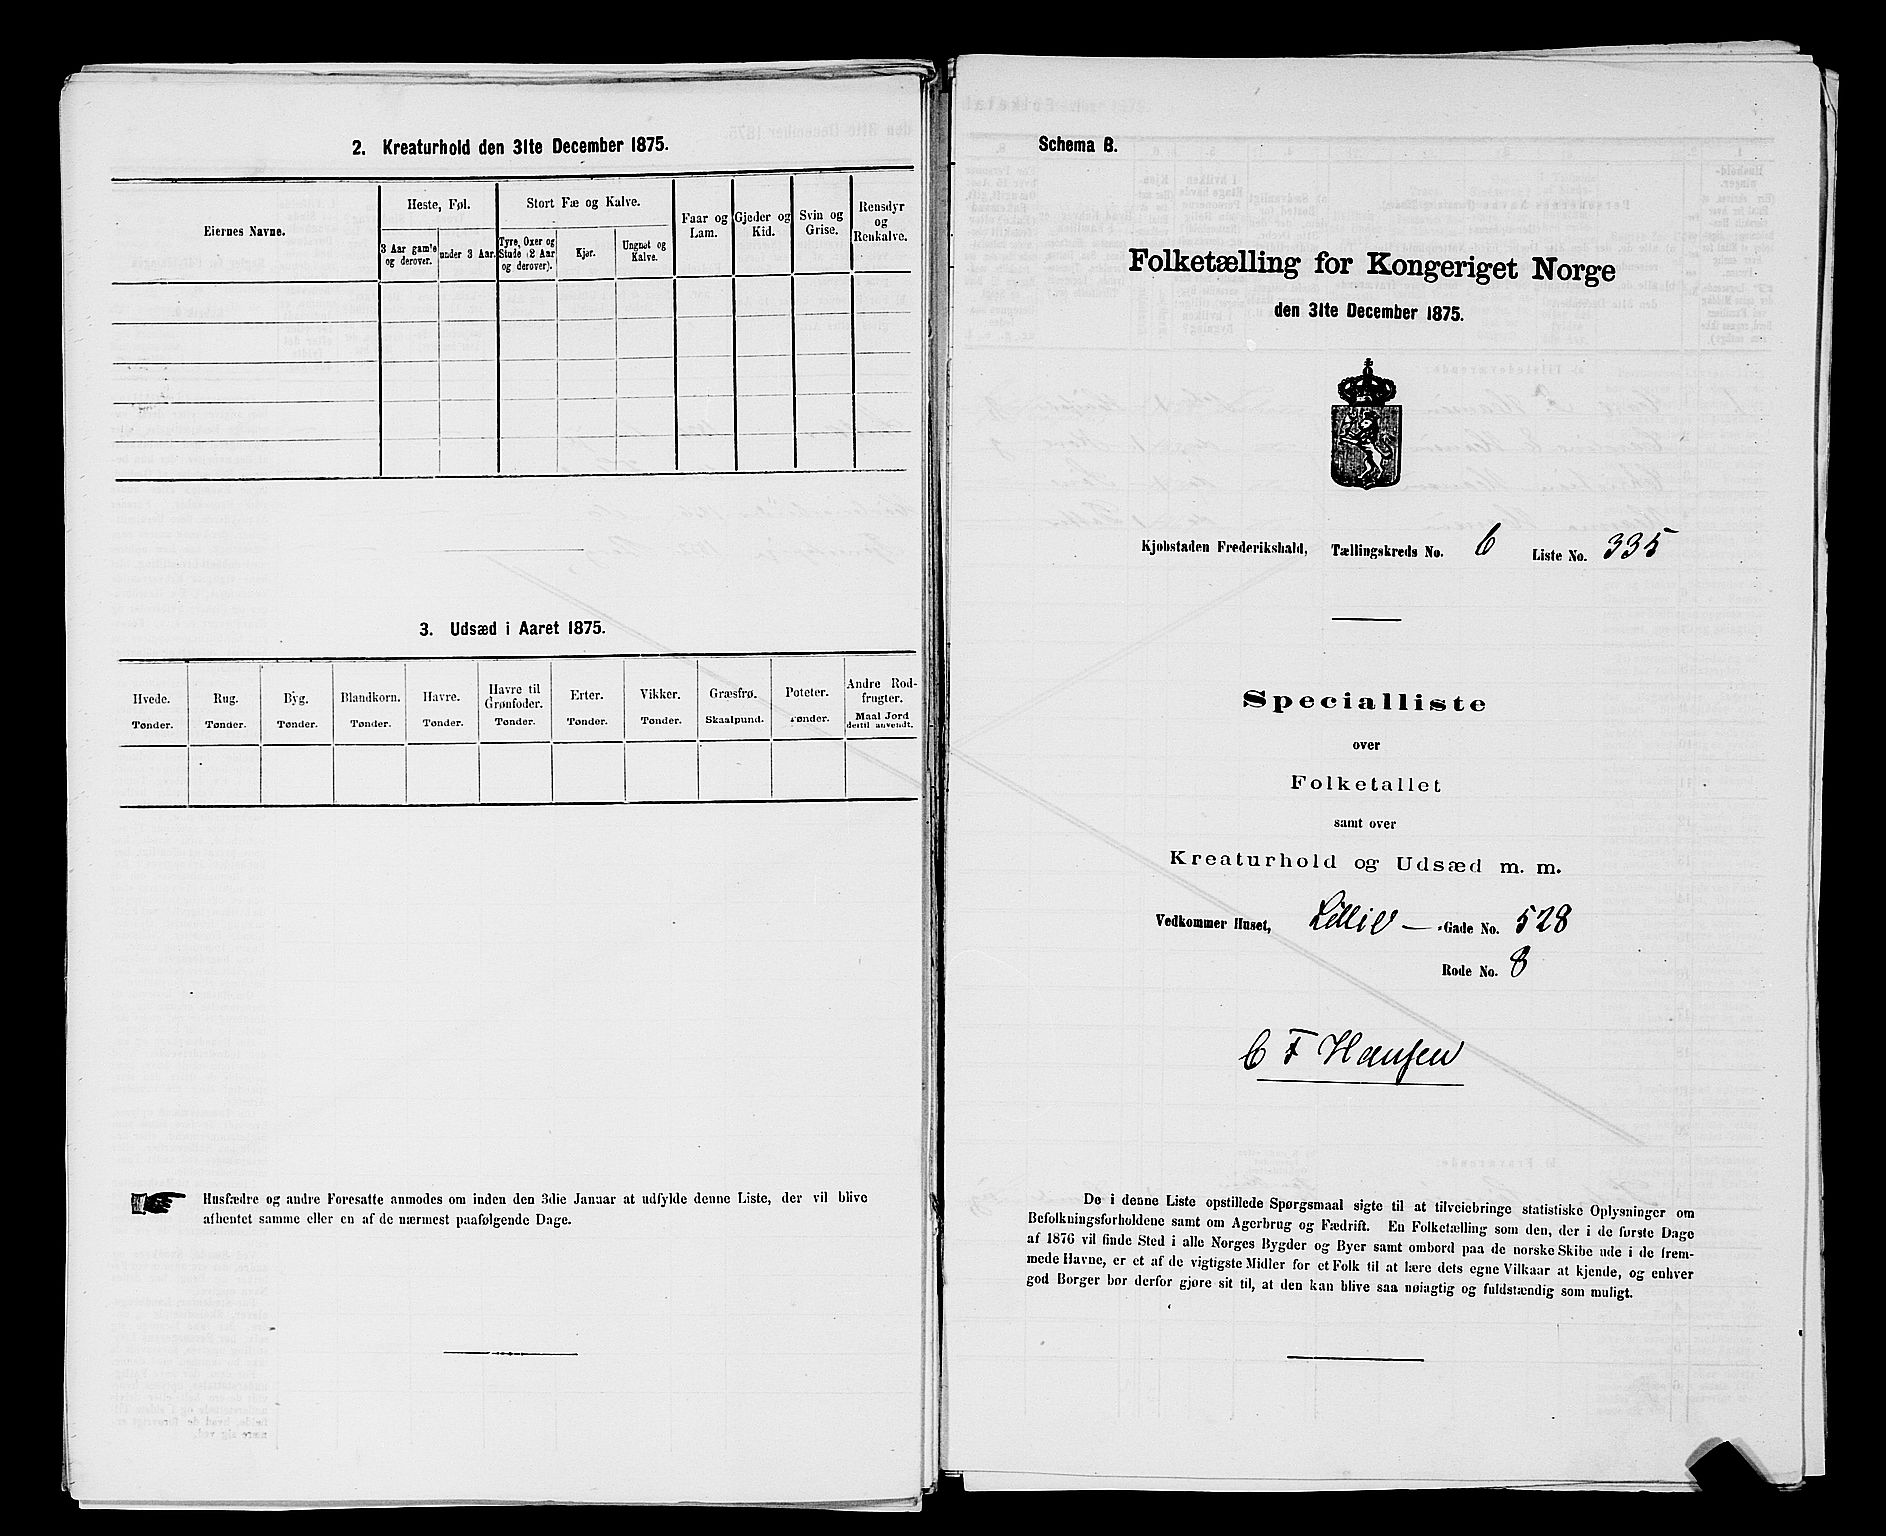 2. Kreaturhold den 31te December 1875.
Eiernes Navne.
Heste, Føl.
3 Aar gamle og derover.
under 3 Aar.
Stort Fæ og Kalve.
Tyre, Oxer og Stude (2 Aar og derover).
Kjør.
Ungnøt og Kalve.
Faar og Lam.
Gjeder og Kid.
Svin og Grise.
Rensdyr og Renkalve.
3. Udsæd i Aaret 1875.
Hvede. Tønder.
Rug. Tønder.
Byg. Tønder.
Blandkorn. Tønder.
Havre. Tønder.
Havre til Grønfoder. Tønder.
Erter. Tønder.
Vikker. Tønder.
Græsfrø. Skaalpund.
Poteter. Tønder.
Andre Rodfrugter. Maal Jord dertil anvendt.
Husfædre og andre Foresatte anmodes om inden den 3die Januar at udfylde denne Liste, der vil blive
afhentet samme eller en af de nærmest paafølgende Dage.
Schema B.
Folketælling for Kongeriget Norge
den 31te December 1875.
Kjøbstaden Frederikshald, Tællingskreds No. 6 Liste No. 335
Specialliste
over
Folketallet
samt over
Kreaturhold og Udsæd m. m.
Vedkommer Huset, Lillie — Gade No. 528
Rode No. 8
C F Hansen
De i denne Liste opstillede Spørgsmaal sigte til at tilveiebringe statistiske Oplysninger om
Befolkningsforholdene samt om Agerbrug og Fædrift. En Folketælling som den, der i de første Dage
af 1876 vil finde Sted i alle Norges Bygder og Byer samt ombord paa de norske Skibe ude i de frem-
mede Havne, er et af de vigtigste Midler for et Folk til at lære dets egne Vilkaar at kjende, og enhver
god Borger bør derfor gjøre sit til, at den kan blive saa nøiagtig og fuldstændig som muligt.